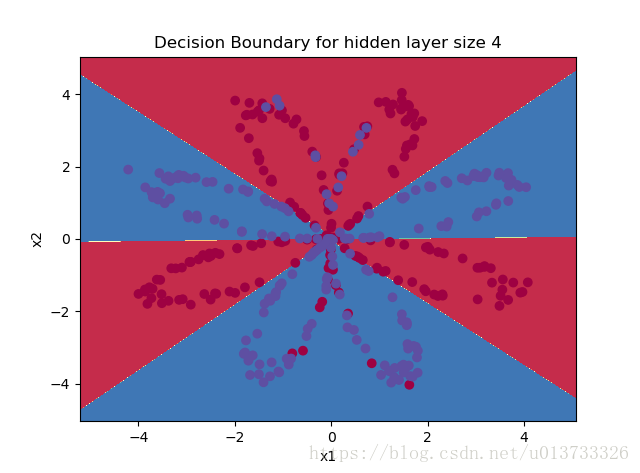 Decision Boundary for hidden layer size 4
4
2
0
−2
−4
x2
−4 −2 0 2 4
x1
https://blog.csdn.net/u013733326